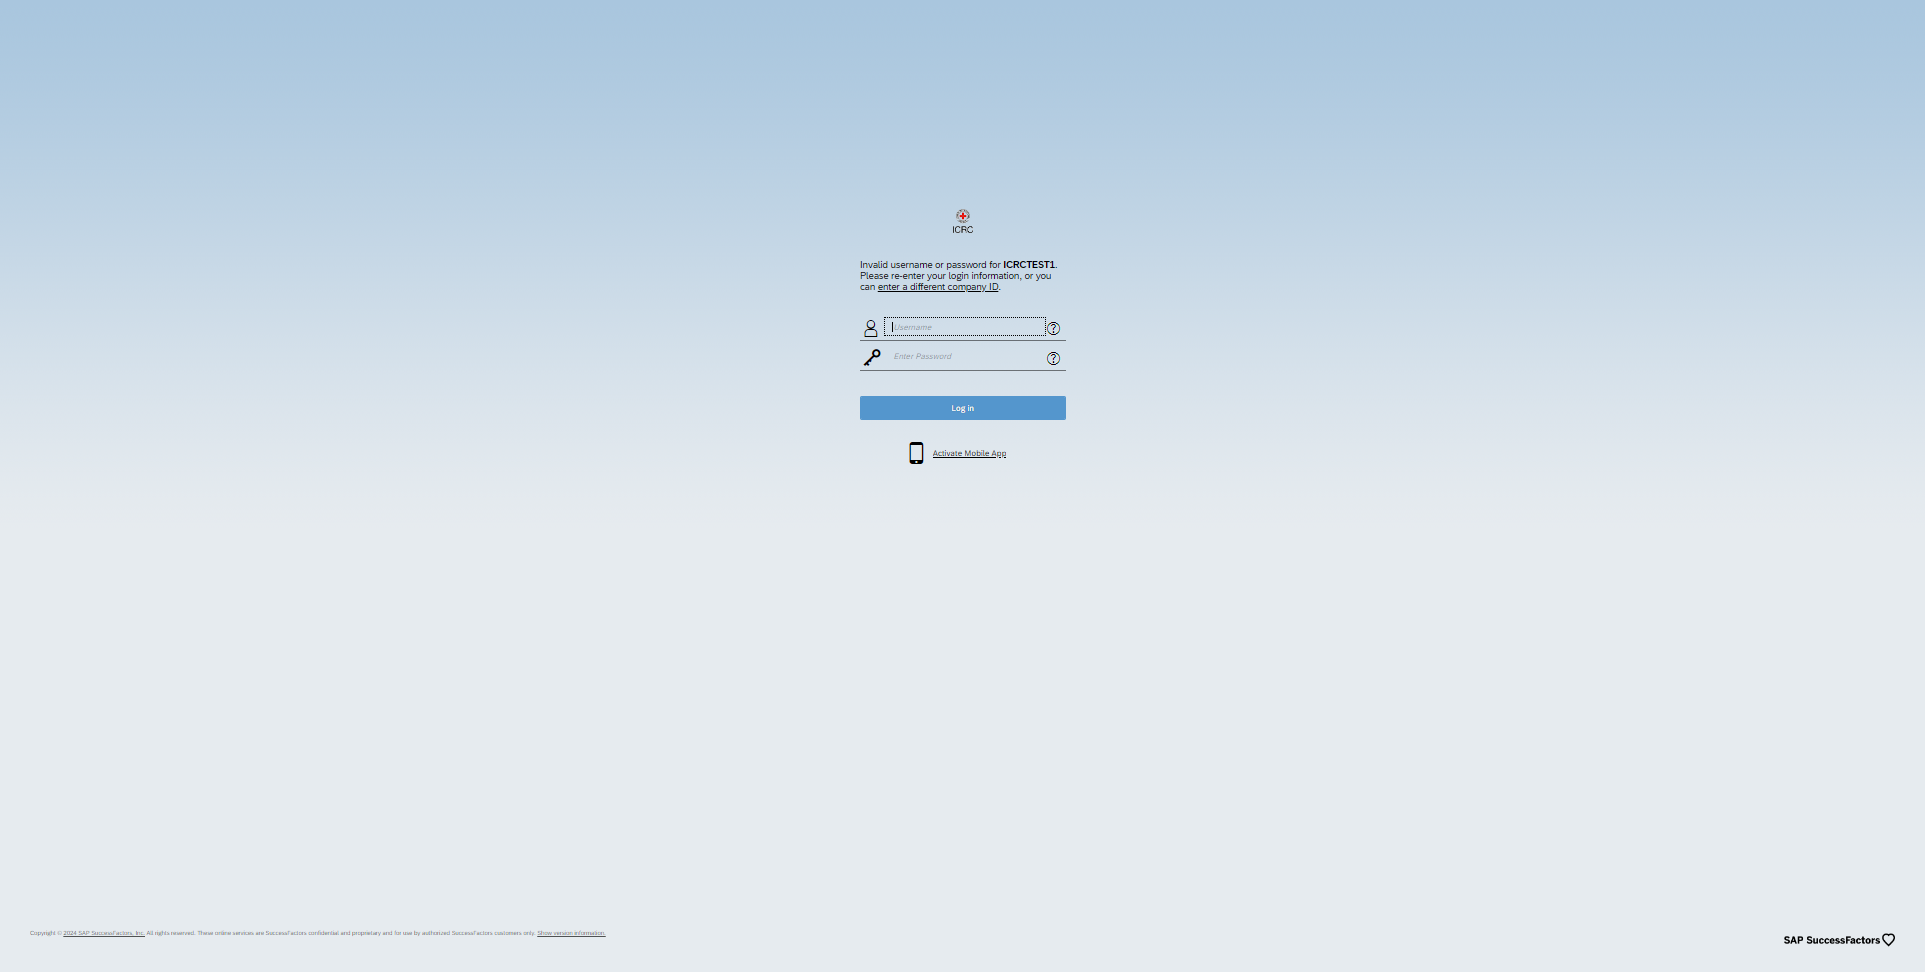 ICRC
Invalid username or password for ICRCTEST1.
Please re-enter your login information, or you
can enter a different company ID.
Username
Enter Password
Log in
Activate Mobile App
Copyright © 2024 SAP SuccessFactors, Inc. All rights reserved. These online services are SuccessFactors confidential and proprietary and for use by authorized SuccessFactors customers only. Show version information.
SAP SuccessFactors